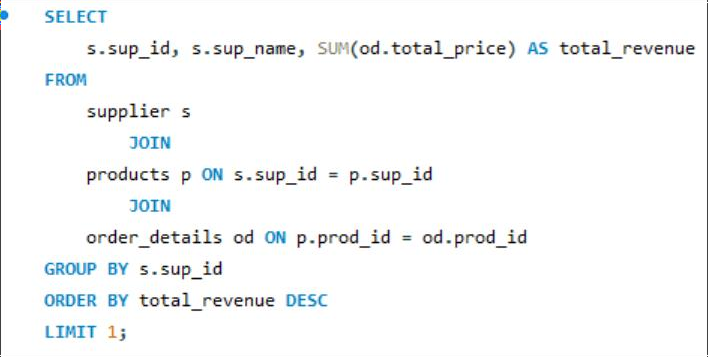 SELECT
s.sup_id, s.sup_name, SUM(od.total_price) AS total_revenue
FROM
supplier s
JOIN
products p ON s.sup_id = p.sup_id
JOIN
order_details od ON p.prod_id = od.prod_id
GROUP BY s.sup_id
ORDER BY total_revenue DESC
LIMIT 1;